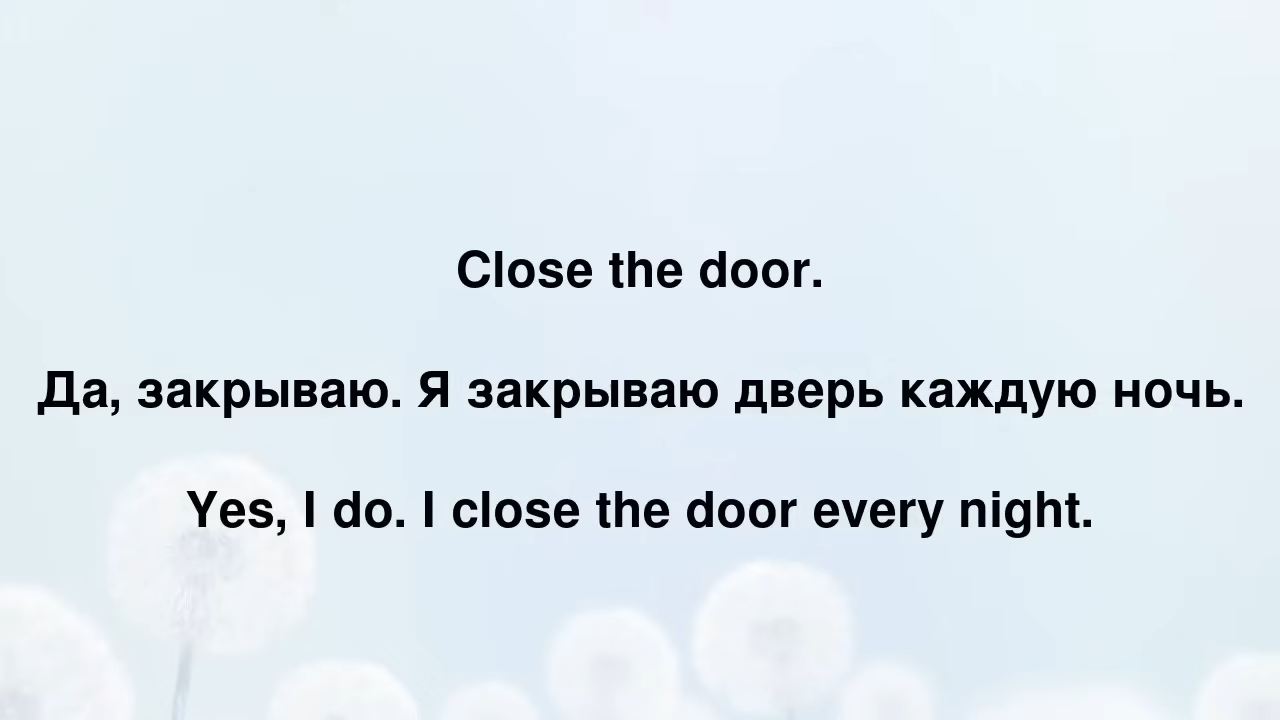 Close the door.
Да, закрываю. Я закрываю дверь каждую ночь.
Yes, I do. I close the door every night.